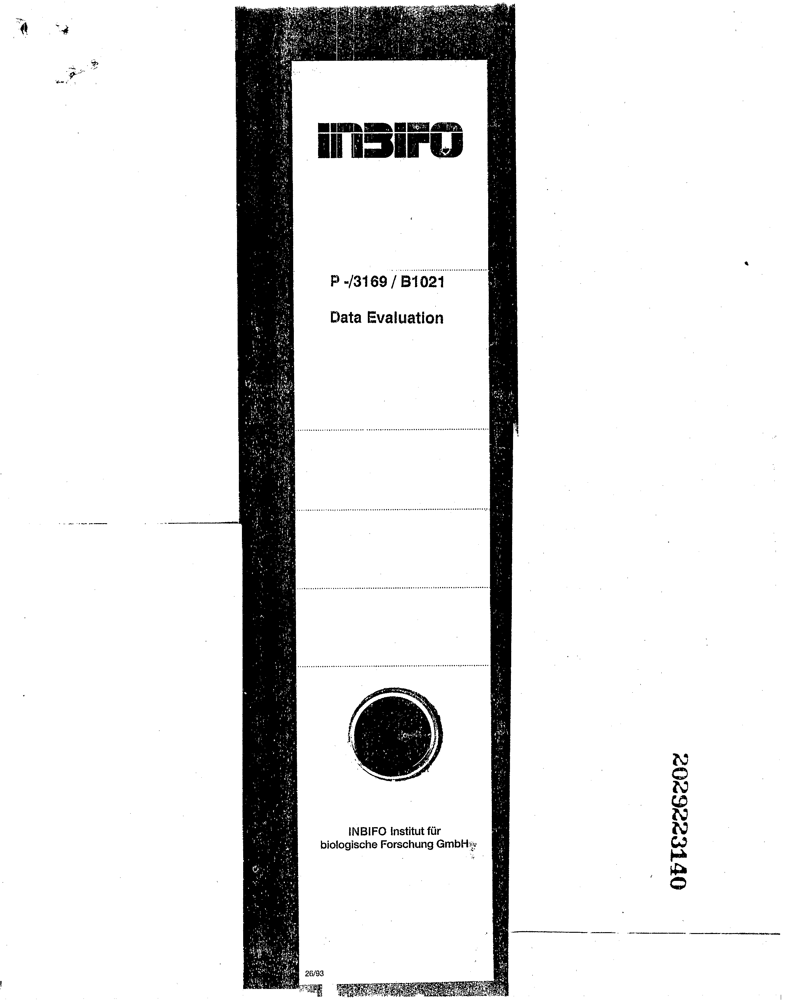 INBIFO
P -/3169 / B1021
Data Evaluation
INBIFO Institut für
biologische Forschung GmbH
26/93
2029223140